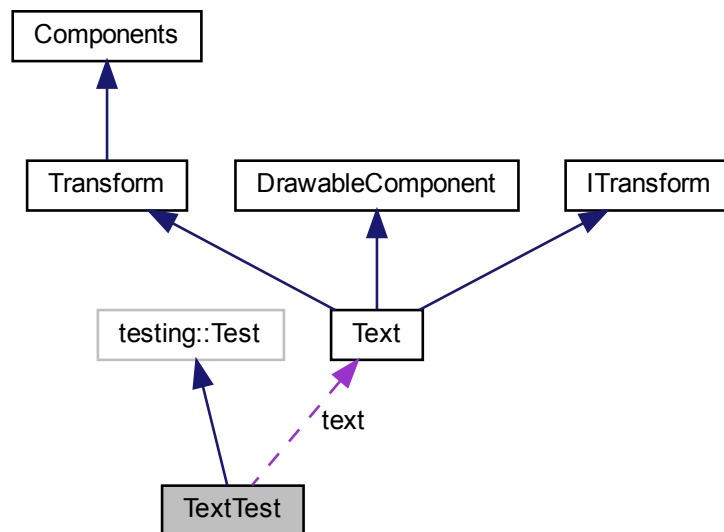 Components
Transform
DrawableComponent
ITransform
testing::Test
Text
text
TextTest